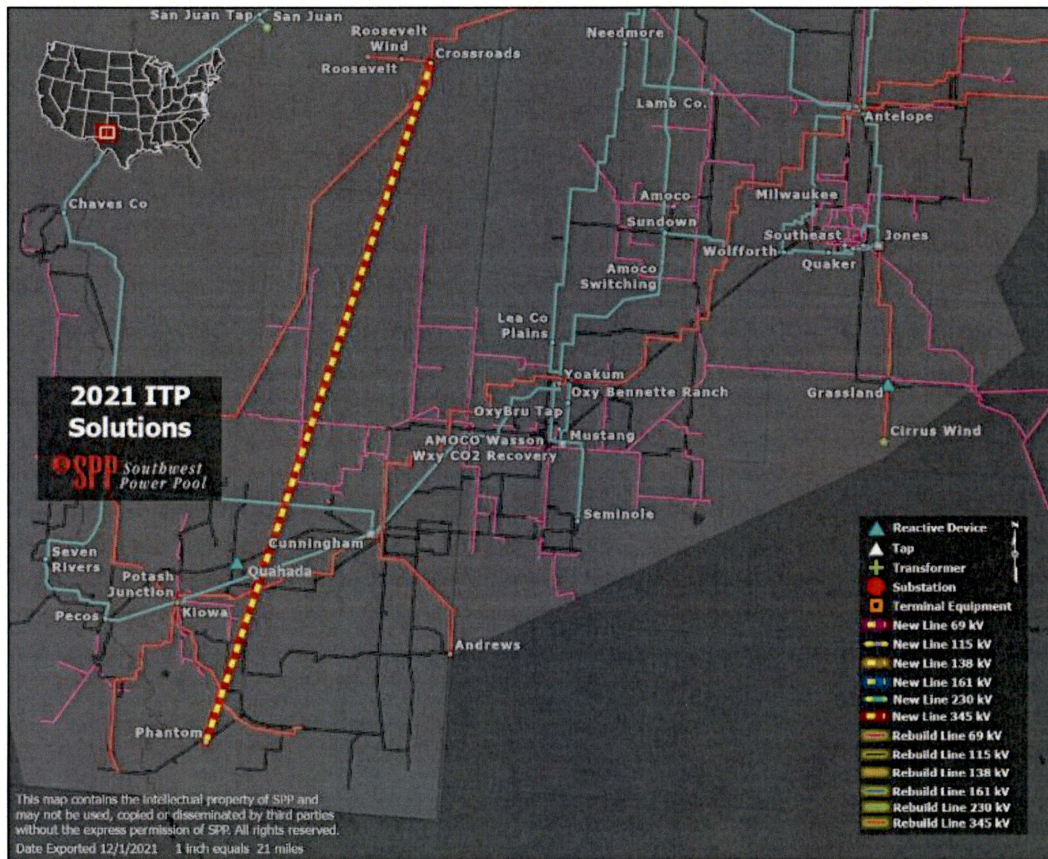 San Juan Tap
San Juan
Roosevelt
Wind
Roosevelt
Crossroads
Needmore
Lamb Co.
Antelope
Chaves Co
Amoco
Milwaukee
Sundown
Southeast
Jones
Wolfforth
Quaker
Amoco
Switching
Lea Co
Plains
Yoakum
Oxy Bennette Ranch
Grassland
OxyBru Tap
Cirrus Wind
AMOCO Wasson
Mustang
Wxy CO2 Recovery
2021 ITP
Solutions
SPP Southwest
Power Pool
Seminole
Cunningham
Seven
Rivers
Potash
Junction
Quahada
Kiowa
Pecos
Andrews
Phantom
Reactive Device
N
Tap
Transformer
Substation
Terminal Equipment
New Line 69 kV
New Line 115 kV
New Line 138 kV
New Line 161 kV
New Line 230 kV
New Line 345 kV
Rebuild Line 69 kV
Rebuild Line 115 kV
Rebuild Line 138 kV
Rebuild Line 161 kV
Rebuild Line 230 kV
Rebuild Line 345 kV
This map contains the intellectual property of SPP and
may not be used, copied or disseminated by third parties
without the express permission of SPP. All rights reserved.
Date Exported 12/1/2021 1 inch equals 21 miles